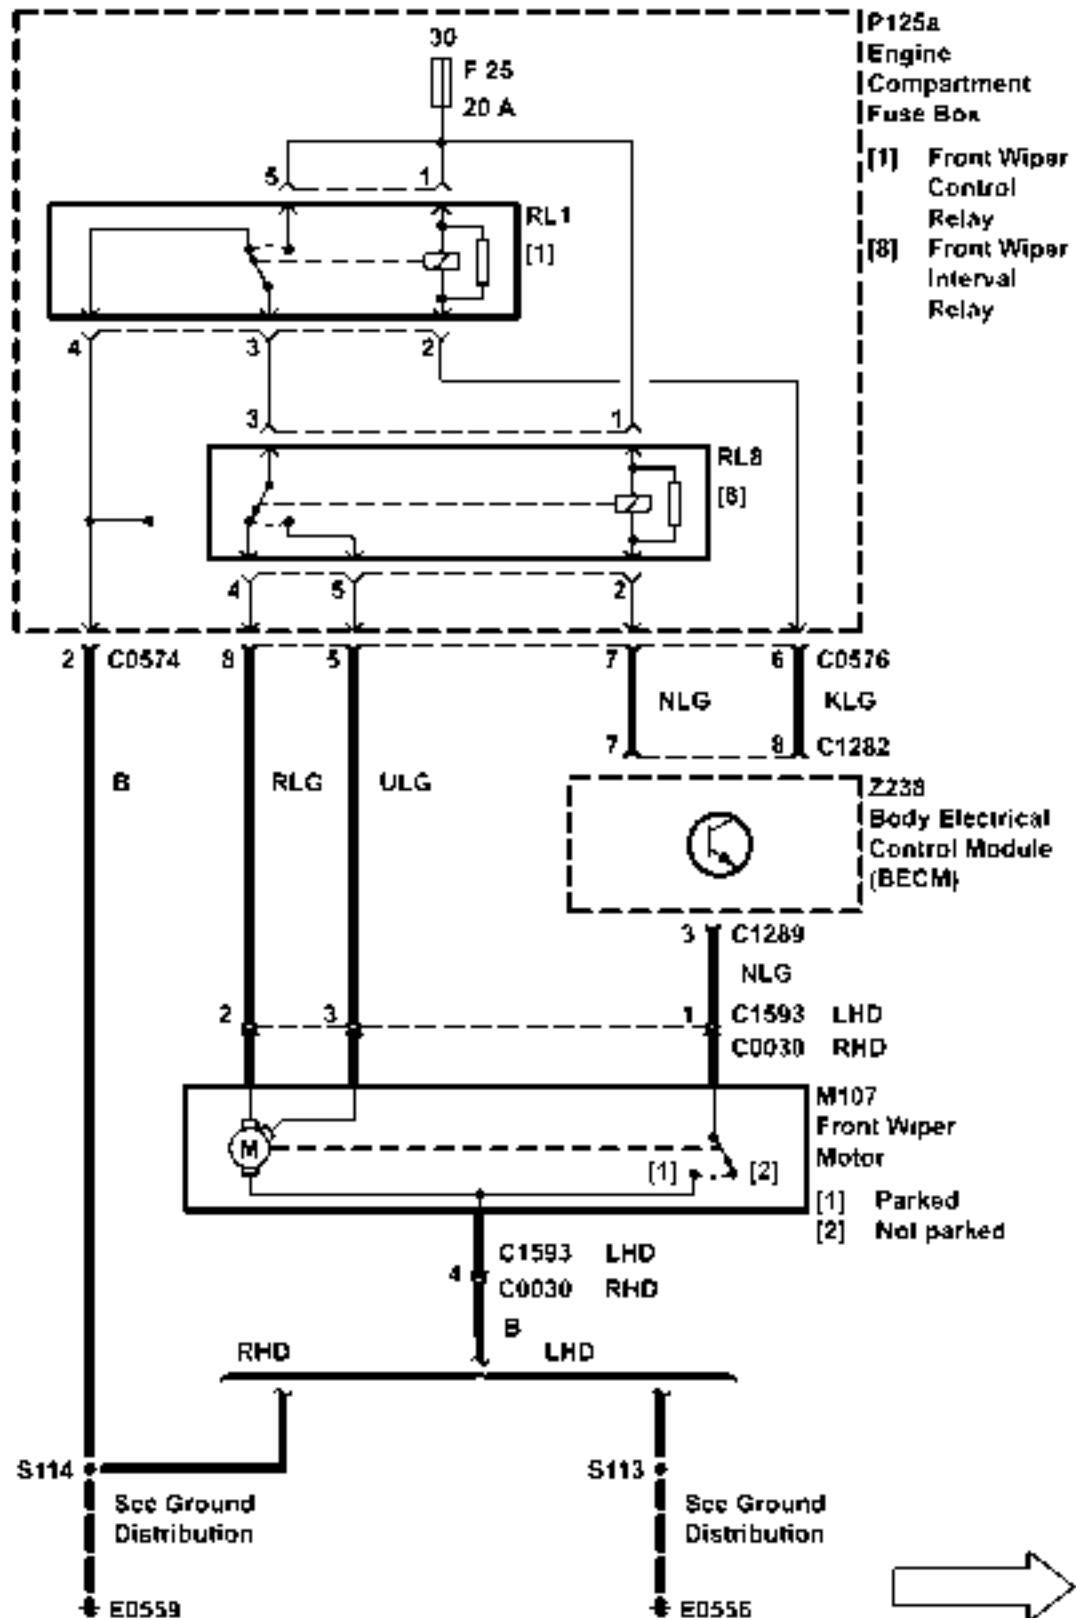 30
F 25
20 A
P125a
Engine
Compartment
Fuse Box
[1] Front Wiper
Control
Relay
[8] Front Wiper
Interval
Relay
5 1
RL1
[1]
4 3 2
3 1
RL8
[8]
4 5 2
2 C0574 8 5 7 6 C0576
NLG KLG
7 8 C1282
B RLG ULG
Z238
Body Electrical
Control Module
(BECM)
3 C1289
NLG
2 3 1 C1593 LHD
C0030 RHD
M107
Front Wiper
Motor
M
[1] [2]
[1] Parked
[2] Not parked
C1593 LHD
4
C0030 RHD
B
RHD LHD
S114 S113
See Ground
Distribution
See Ground
Distribution
E0559 E0556